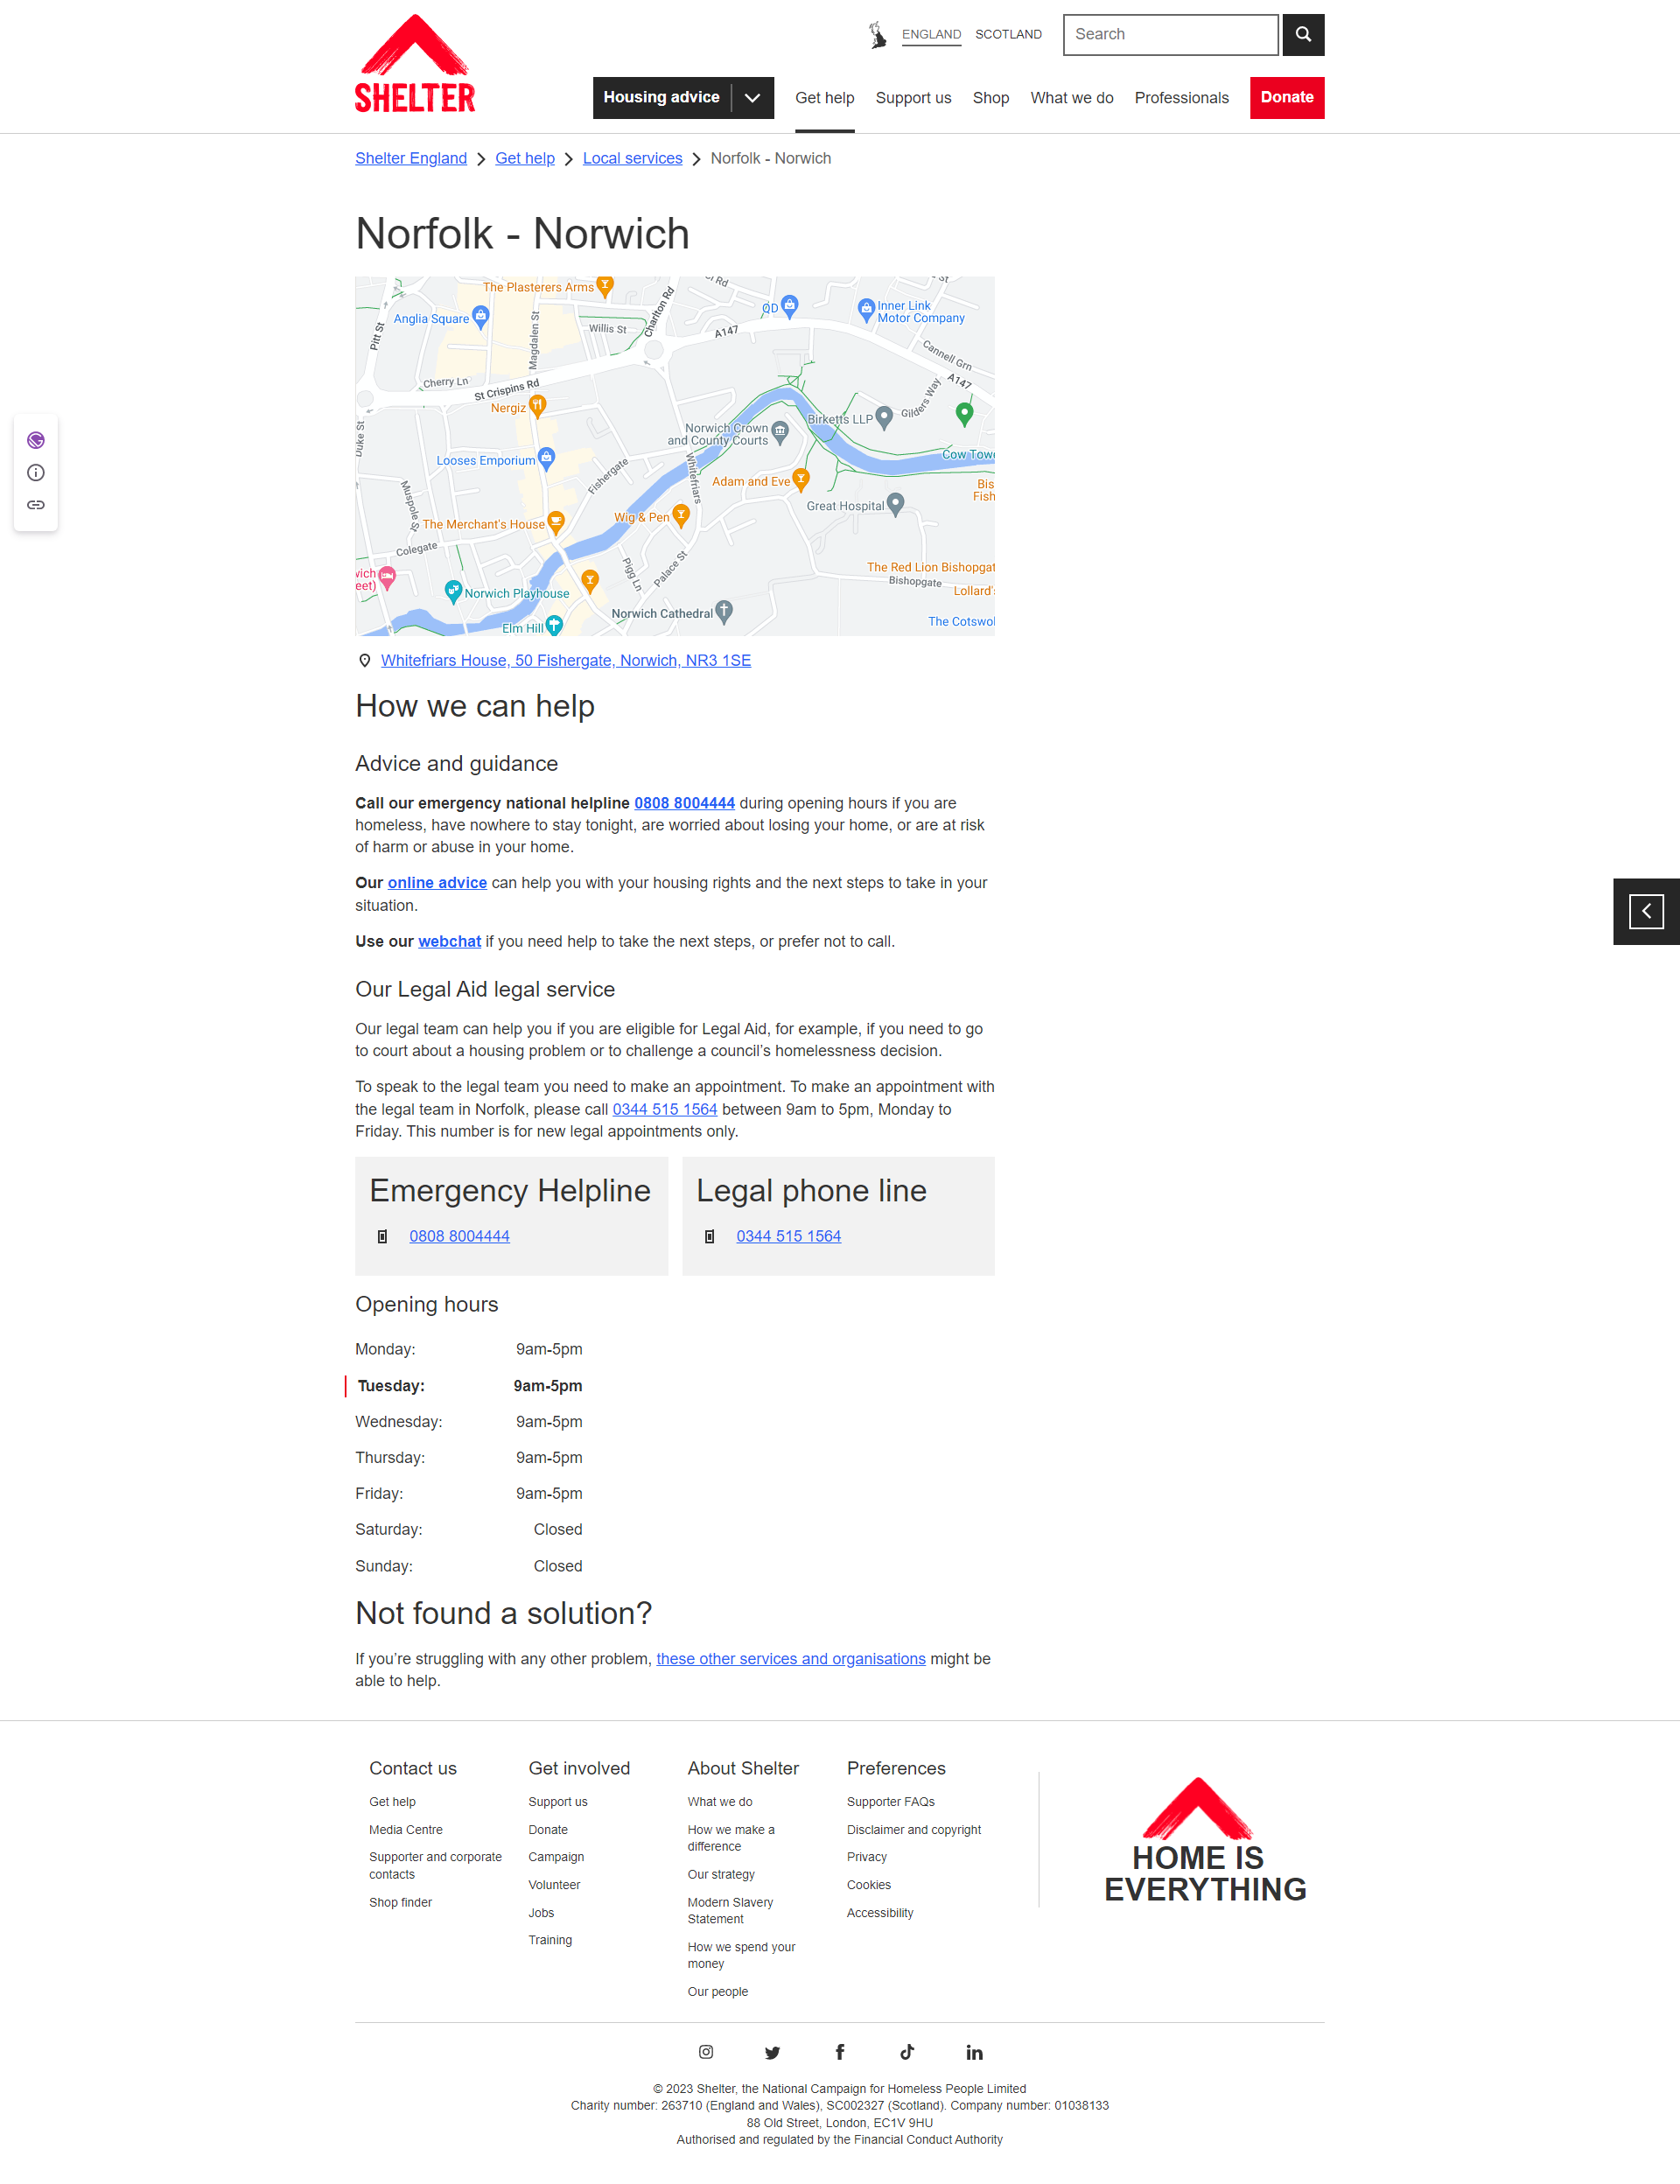 SHELTER
ENGLAND
SCOTLAND
Search
Housing advice
Get help
Support us
Shop
What we do
Professionals
Donate
Shelter England
Get help
Local services
Norfolk - Norwich
Norfolk - Norwich
The Plasterers Arms
Anglia Square
Pitt St
Magdalen St
Willis St
Charlton Rd
QD
A147
Inner Link
Motor Company
Cannell Grn
A147
Cherry Ln
St Crispins Rd
Nergiz
Gilders Way
Birketts LLP
Norwich Crown
and County Courts
Duke St
Looses Emporium
Fishergate
Whitefriars
Adam and Eve
Cow Towe
Bis
Fish
Great Hospital
Muspole St
The Merchant's House
Wig & Pen
Colegate
Pigg Ln
Palace St
The Red Lion Bishopgat
Bishopgate
Lollard's
vich
eet)
Norwich Playhouse
Norwich Cathedral
Elm Hill
The Cotswol
Whitefriars House, 50 Fishergate, Norwich, NR3 1SE
How we can help
Advice and guidance
Call our emergency national helpline 0808 8004444 during opening hours if you are
homeless, have nowhere to stay tonight, are worried about losing your home, or are at risk
of harm or abuse in your home.
Our online advice can help you with your housing rights and the next steps to take in your
situation.
Use our webchat if you need help to take the next steps, or prefer not to call.
Our Legal Aid legal service
Our legal team can help you if you are eligible for Legal Aid, for example, if you need to go
to court about a housing problem or to challenge a council’s homelessness decision.
To speak to the legal team you need to make an appointment. To make an appointment with
the legal team in Norfolk, please call 0344 515 1564 between 9am to 5pm, Monday to
Friday. This number is for new legal appointments only.
Emergency Helpline
0808 8004444
Legal phone line
0344 515 1564
Opening hours
Monday: 9am-5pm
Tuesday: 9am-5pm
Wednesday: 9am-5pm
Thursday: 9am-5pm
Friday: 9am-5pm
Saturday: Closed
Sunday: Closed
Not found a solution?
If you’re struggling with any other problem, these other services and organisations might be
able to help.
Contact us
Get help
Media Centre
Supporter and corporate
contacts
Shop finder
Get involved
Support us
Donate
Campaign
Volunteer
Jobs
Training
About Shelter
What we do
How we make a
difference
Our strategy
Modern Slavery
Statement
How we spend your
money
Our people
Preferences
Supporter FAQs
Disclaimer and copyright
Privacy
Cookies
Accessibility
HOME IS
EVERYTHING
© 2023 Shelter, the National Campaign for Homeless People Limited
Charity number: 263710 (England and Wales), SC002327 (Scotland). Company number: 01038133
88 Old Street, London, EC1V 9HU
Authorised and regulated by the Financial Conduct Authority